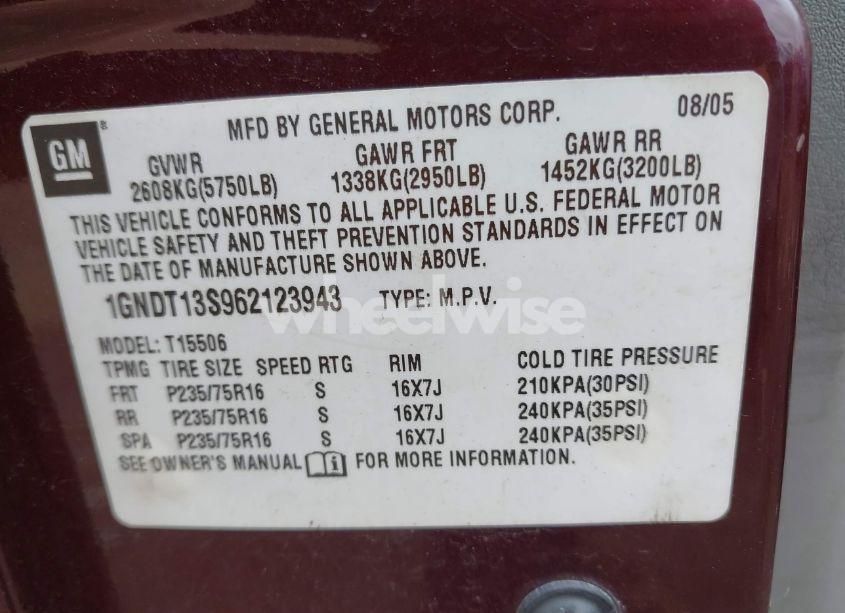 MFD BY GENERAL MOTORS CORP. 08/05
GM®
GVWR GAWR FRT GAWR RR
2608KG(5750LB) 1338KG(2950LB) 1452KG(3200LB)
THIS VEHICLE CONFORMS TO ALL APPLICABLE U.S. FEDERAL MOTOR
VEHICLE SAFETY AND THEFT PREVENTION STANDARDS IN EFFECT ON
THE DATE OF MANUFACTURE SHOWN ABOVE.
1GNDT13S962123943 TYPE: M.P.V.
wheelwise
MODEL: T15506
TPMG TIRE SIZE SPEED RTG RIM COLD TIRE PRESSURE
FRT P235/75R16 S 16X7J 210KPA(30PSI)
RR P235/75R16 S 16X7J 240KPA(35PSI)
SPA P235/75R16 S 16X7J 240KPA(35PSI)
SEE OWNER'S MANUAL FOR MORE INFORMATION.